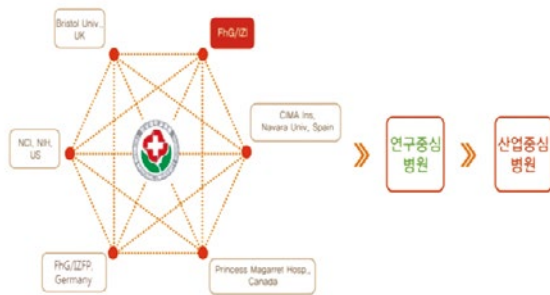 Bristol Univ.,
UK
FhG/IZI
NCI, NIH,
US
CIMA Ins,
Navara Univ, Spain
FhG/IZFP,
Germany
Princess Magarret Hosp.,
Canada
연구중심
병원
산업중심
병원